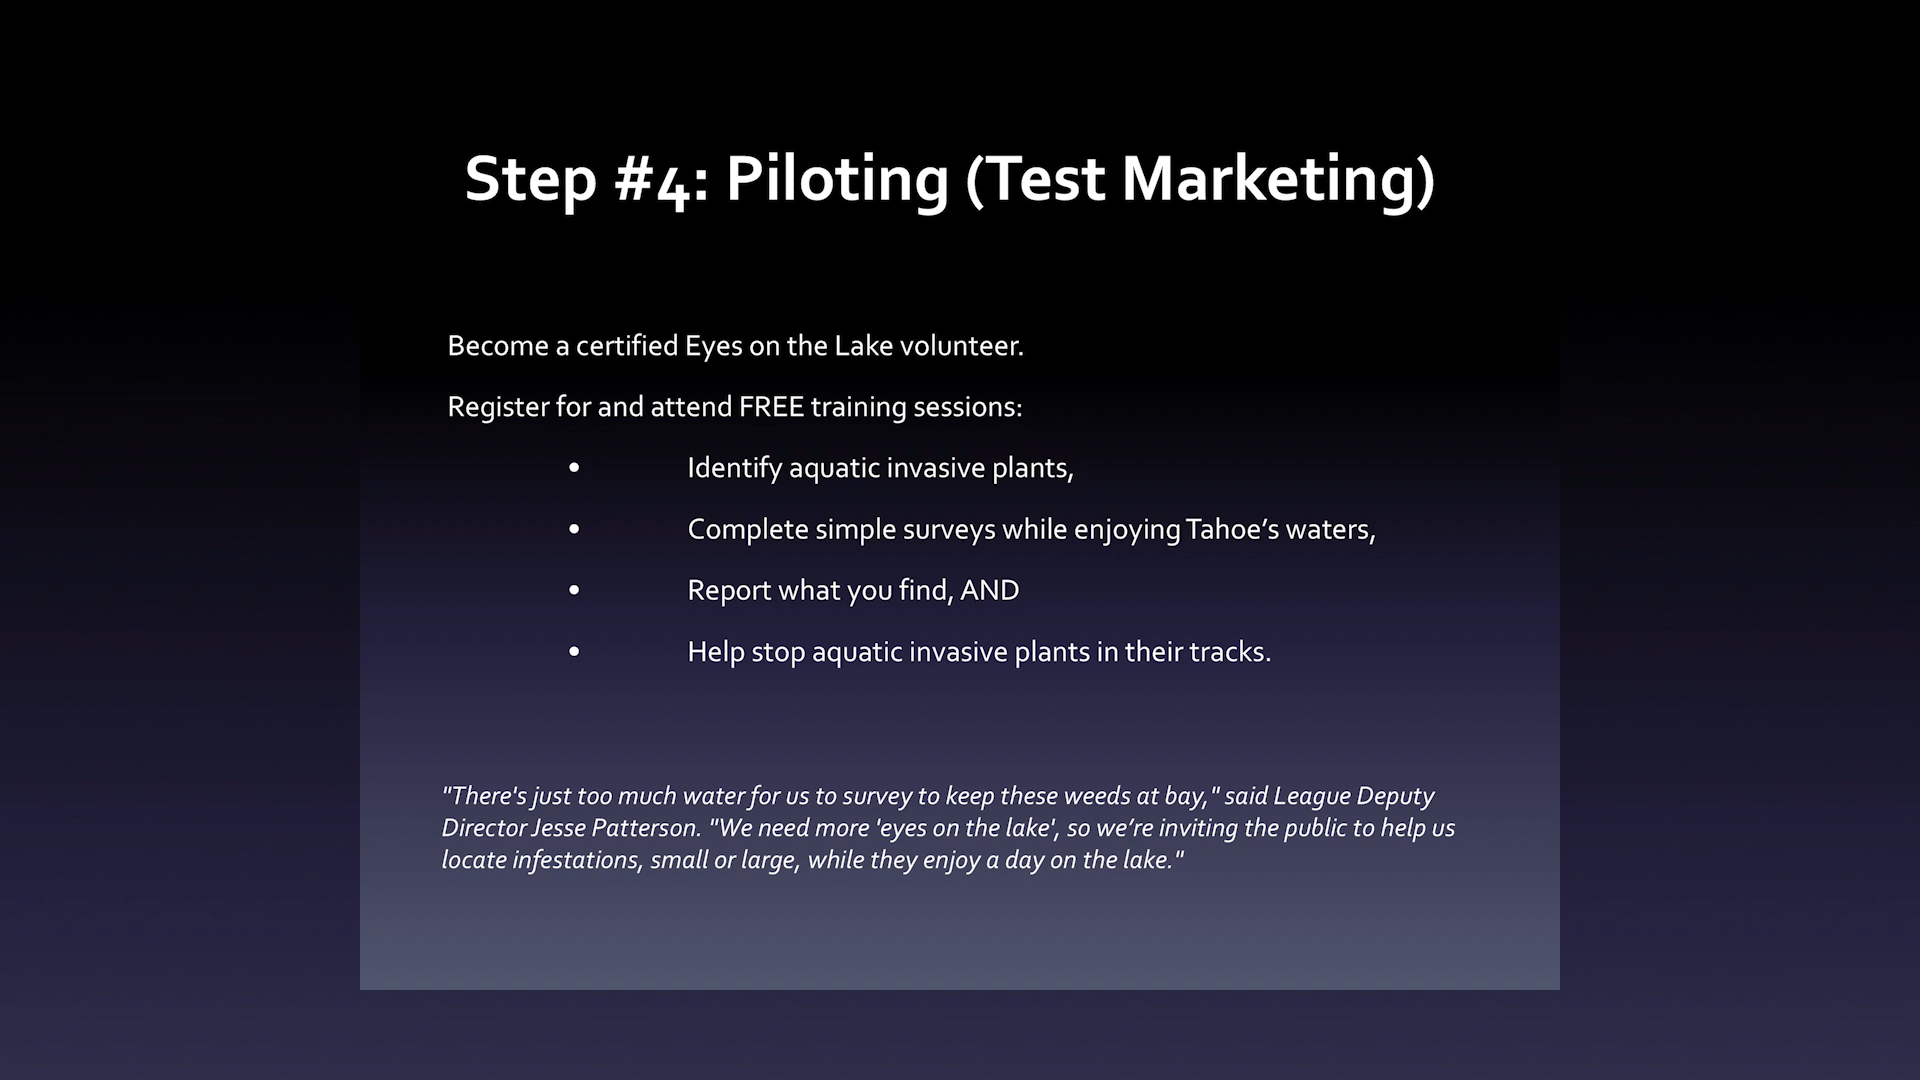 Step #4: Piloting (Test Marketing)
Become a certified Eyes on the Lake volunteer.
Register for and attend FREE training sessions:
• Identify aquatic invasive plants,
• Complete simple surveys while enjoying Tahoe’s waters,
• Report what you find, AND
• Help stop aquatic invasive plants in their tracks.
"There's just too much water for us to survey to keep these weeds at bay," said League Deputy
Director Jesse Patterson. "We need more 'eyes on the lake', so we’re inviting the public to help us
locate infestations, small or large, while they enjoy a day on the lake."